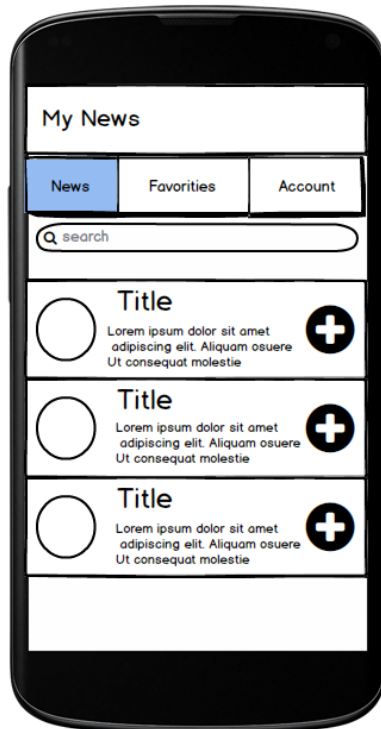 My News
News Favorities Account
search
Title
Lorem ipsum dolor sit amet
adipiscing elit. Aliquam osuere
Ut consequat molestie
Title
Lorem ipsum dolor sit amet
adipiscing elit. Aliquam osuere
Ut consequat molestie
Title
Lorem ipsum dolor sit amet
adipiscing elit. Aliquam osuere
Ut consequat molestie